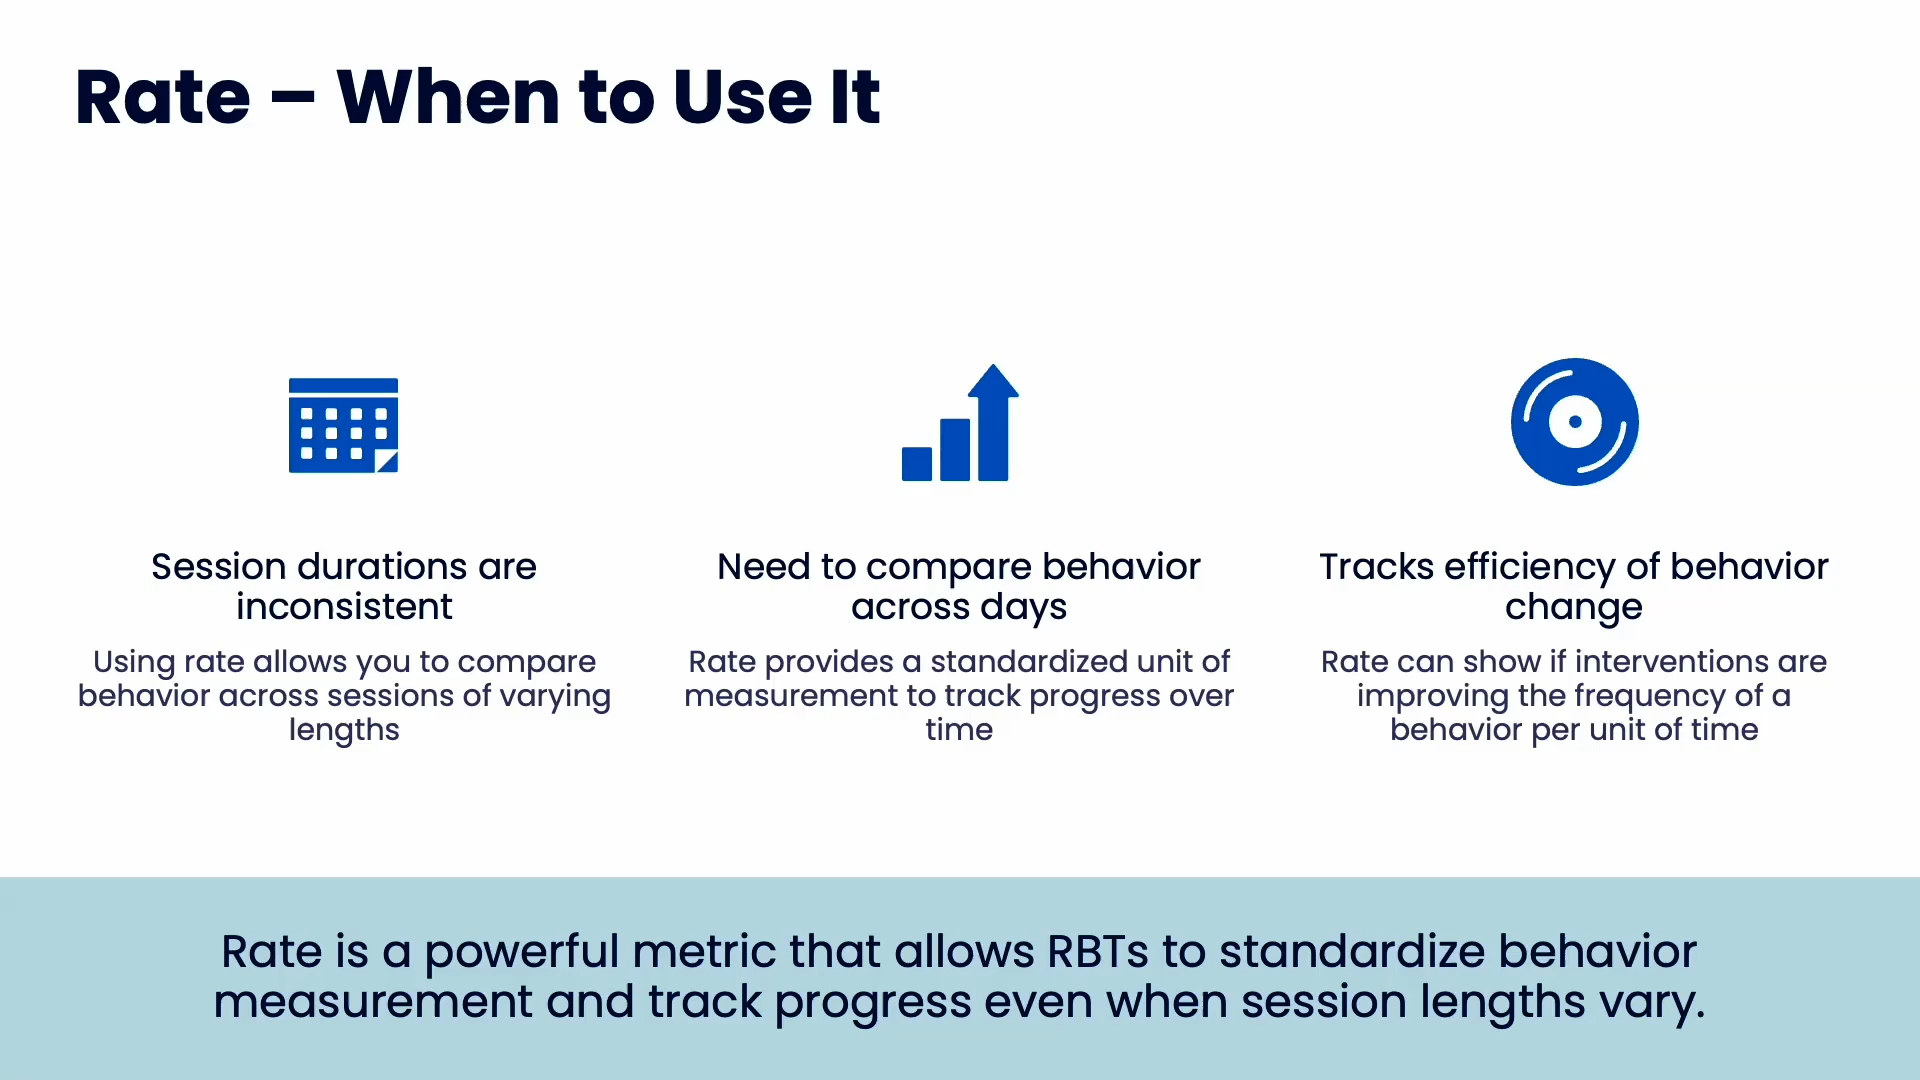 Rate – When to Use It
Session durations are
inconsistent
Using rate allows you to compare
behavior across sessions of varying
lengths
Need to compare behavior
across days
Rate provides a standardized unit of
measurement to track progress over
time
Tracks efficiency of behavior
change
Rate can show if interventions are
improving the frequency of a
behavior per unit of time
Rate is a powerful metric that allows RBTs to standardize behavior
measurement and track progress even when session lengths vary.